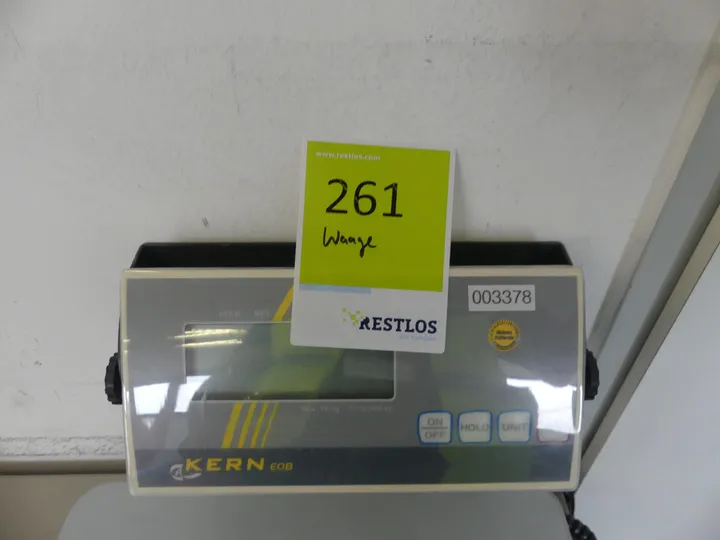 www.restlos.com
261
Waage
RESTLOS
003378
ON
OFF
HOLD
UNIT
KERN EOB